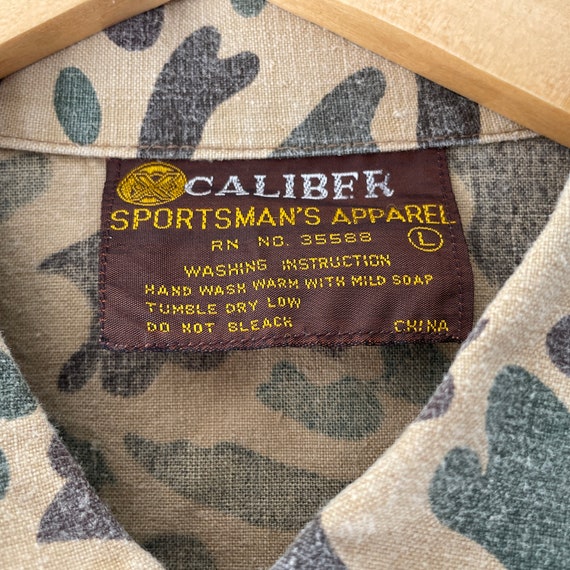 CALIBER
SPORTSMAN'S APPAREL
RN NO. 35588
L
WASHING INSTRUCTION
HAND WASH WARM WITH MILD SOAP
TUMBLE DRY LOW
DO NOT BLEACH
CHINA